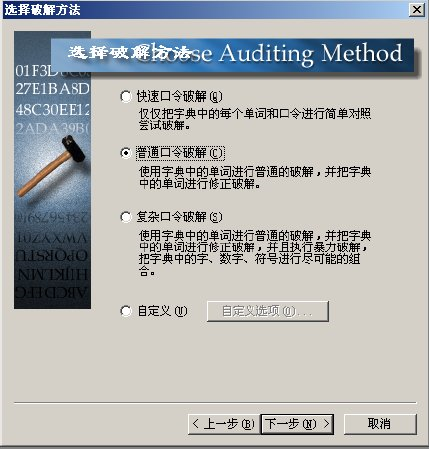 选择破解方法
选择破解方法 Choose Auditing Method
01F3D8C65
27E1BA8D
48C30EE12
2ADA39B0
快速口令破解(Q)
仅仅把字典中的每个单词和口令进行简单对照
尝试破解。
普通口令破解(C)
使用字典中的单词进行普通的破解，并把字典
中的单词进行修正破解。
复杂口令破解(S)
使用字典中的单词进行普通的破解，并把字典
中的单词进行修正破解，并且执行暴力破解，
把字典中的字、数字、符号进行尽可能的组
合。
自定义(U)
自定义选项(O)...
VWXYZ01
OPQRSTU
HIJKLMN
ABCDEFG
< 上一步(B)
下一步(N) >
取消